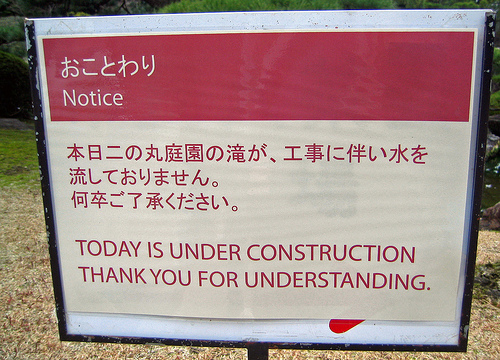 おことわり
Notice
本日二の丸庭園の滝が、工事に伴い水を
流しておりません。
何卒ご了承ください。
TODAY IS UNDER CONSTRUCTION
THANK YOU FOR UNDERSTANDING.